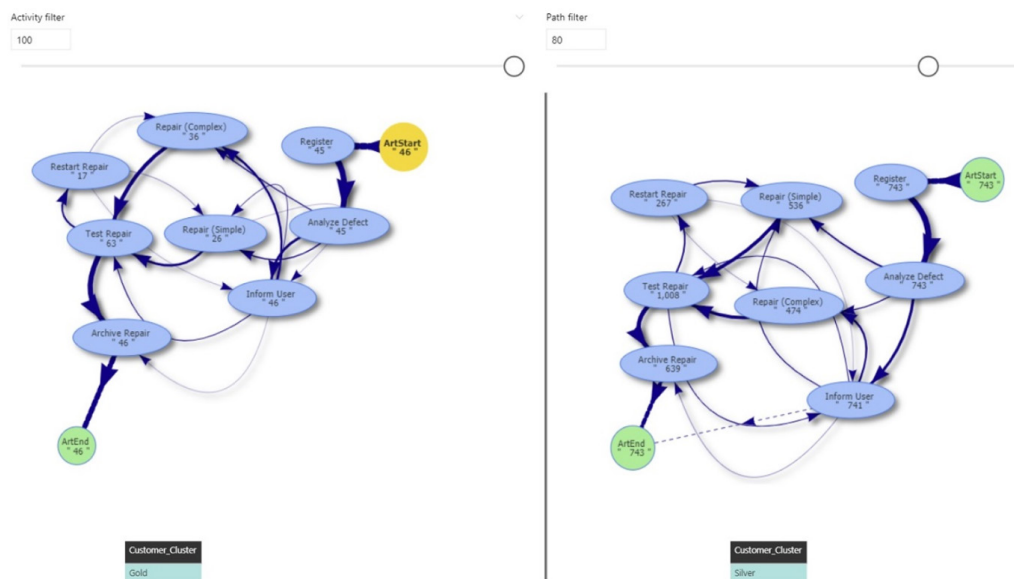 Activity filter
100
Path filter
80
Repair (Complex)
" 36 "
Register
" 45 "
ArtStart
" 46 "
Restart Repair
" 17 "
Test Repair
" 63 "
Repair (Simple)
" 26 "
Analyze Defect
" 45 "
Inform User
" 46 "
Archive Repair
" 46 "
ArtEnd
" 46 "
Customer_Cluster
Gold
Register
" 743 "
ArtStart
" 743 "
Restart Repair
" 267 "
Repair (Simple)
" 536 "
Analyze Defect
" 743 "
Test Repair
" 1,008 "
Repair (Complex)
" 474 "
Archive Repair
" 639 "
Inform User
" 741 "
ArtEnd
" 743 "
Customer_Cluster
Silver